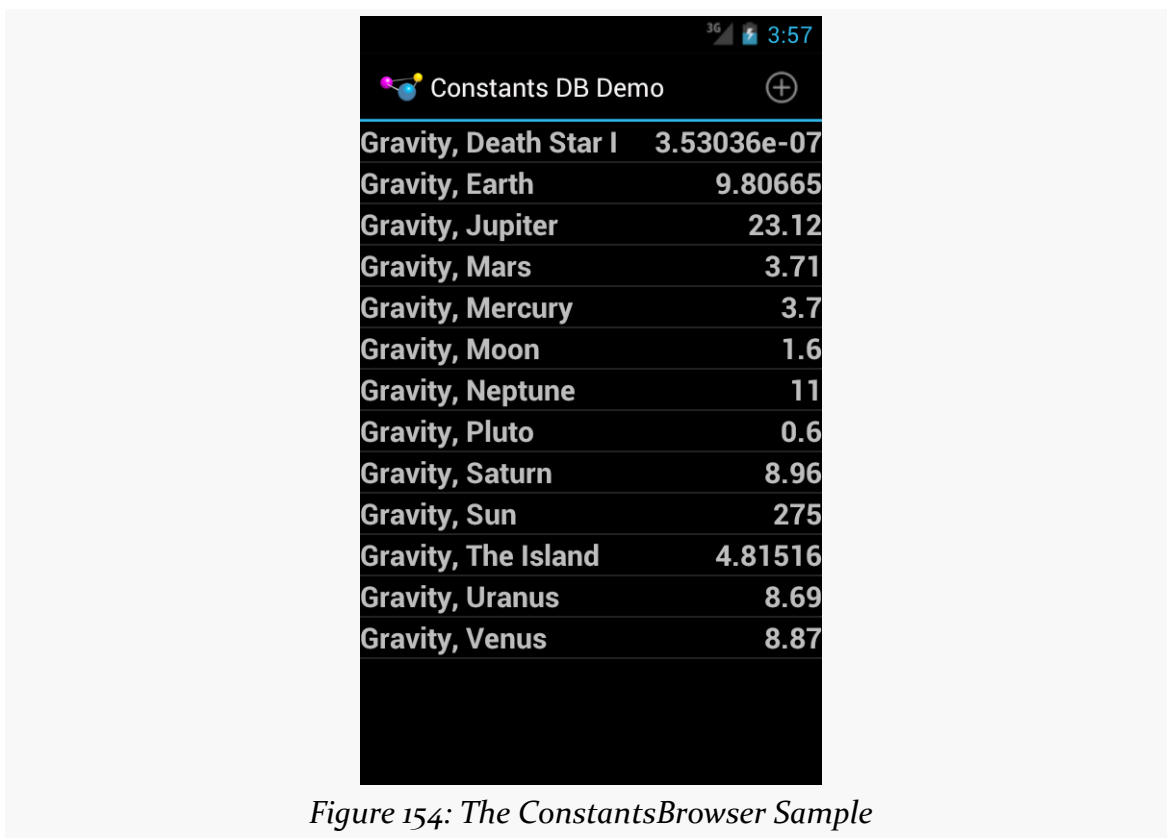 3G 3:57
Constants DB Demo
Gravity, Death Star I 3.53036e-07
Gravity, Earth 9.80665
Gravity, Jupiter 23.12
Gravity, Mars 3.71
Gravity, Mercury 3.7
Gravity, Moon 1.6
Gravity, Neptune 11
Gravity, Pluto 0.6
Gravity, Saturn 8.96
Gravity, Sun 275
Gravity, The Island 4.81516
Gravity, Uranus 8.69
Gravity, Venus 8.87
Figure 154: The ConstantsBrowser Sample